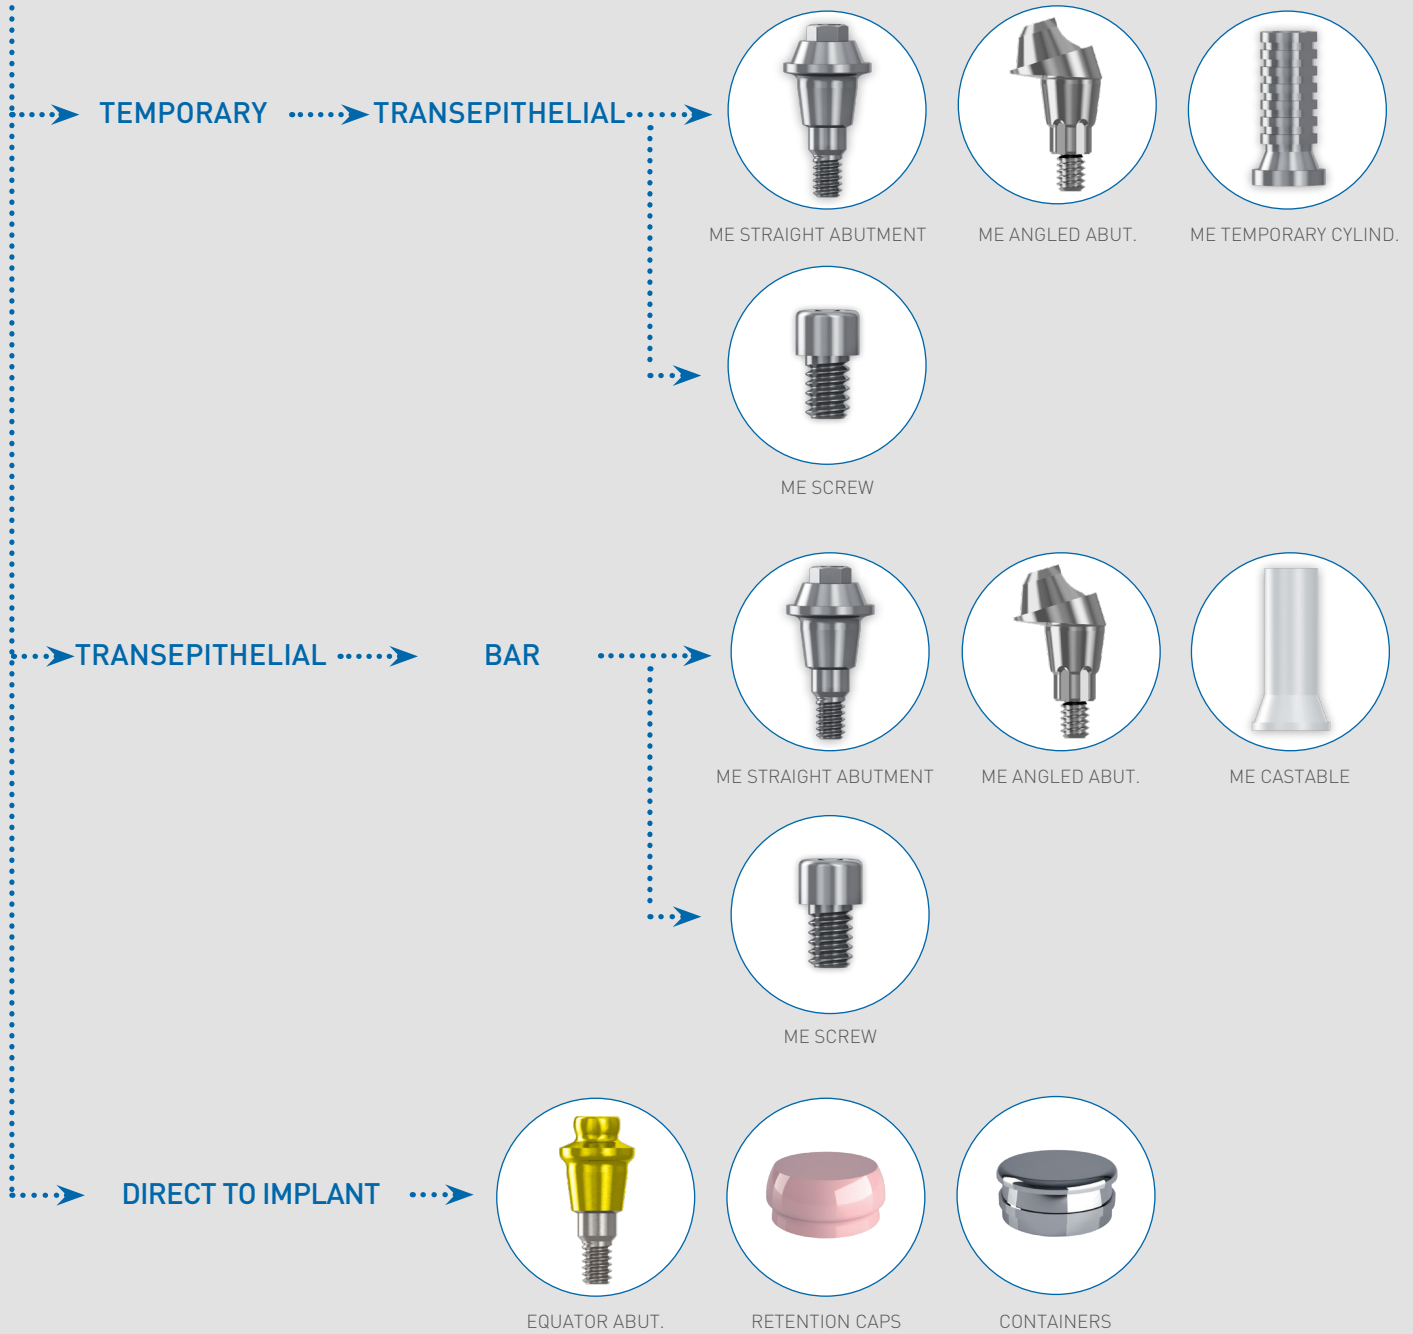 TEMPORARY
TRANSEPITHELIAL
ME STRAIGHT ABUTMENT
ME ANGLED ABUT.
ME TEMPORARY CYLIND.
ME SCREW
TRANSEPITHELIAL
BAR
ME STRAIGHT ABUTMENT
ME ANGLED ABUT.
ME CASTABLE
ME SCREW
DIRECT TO IMPLANT
EQUATOR ABUT.
RETENTION CAPS
CONTAINERS